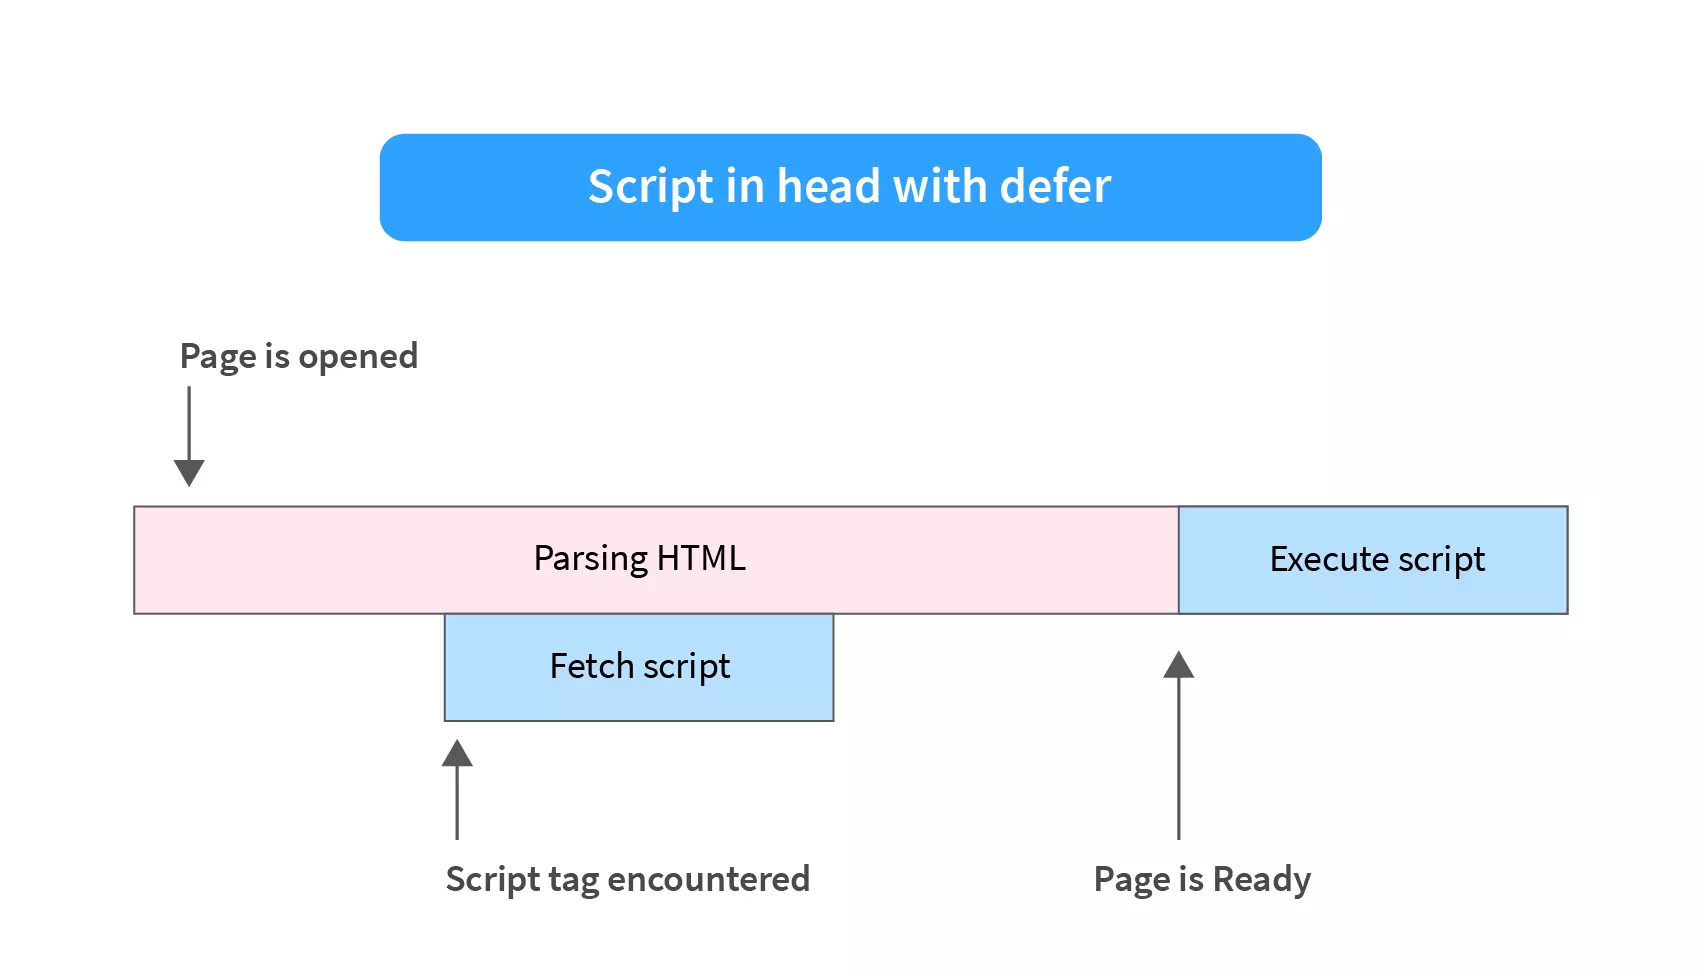 Script in head with defer
Page is opened
Parsing HTML
Execute script
Fetch script
Script tag encountered
Page is Ready